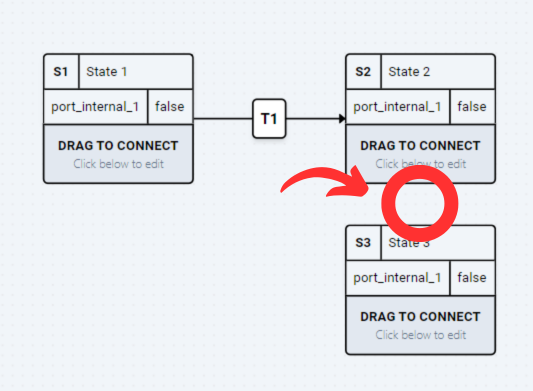 S1 State 1
port_internal_1 false
DRAG TO CONNECT
Click below to edit
T1
S2 State 2
port_internal_1 false
DRAG TO CONNECT
Click below to edit
S3 State 3
port_internal_1 false
DRAG TO CONNECT
Click below to edit